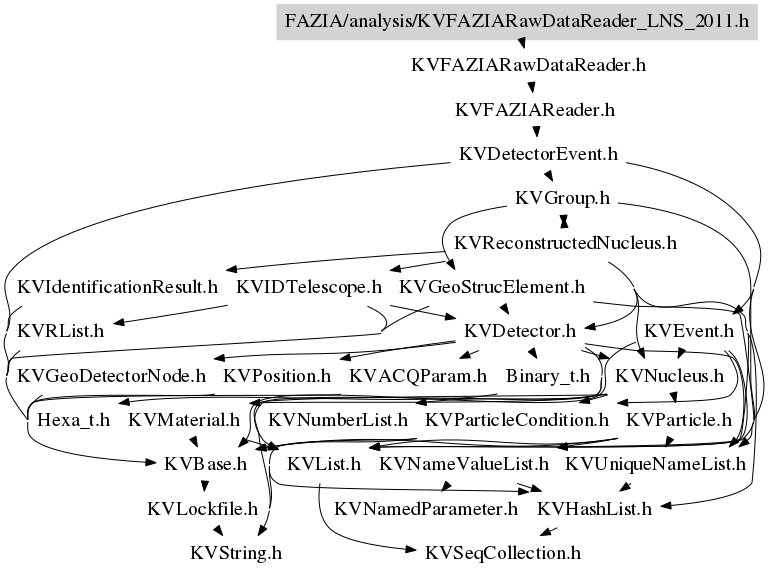 FAZIA/analysis/KVFAZIARawDataReader_LNS_2011.h
KVFAZIARawDataReader.h
KVFAZIAReader.h
KVDetectorEvent.h
KVGroup.h
KVReconstructedNucleus.h
KVIdentificationResult.h KVIDTelescope.h KVGeoStrucElement.h
KVRList.h KVDetector.h KVEvent.h
KVGeoDetectorNode.h KVPosition.h KVACQParam.h Binary_t.h KVNucleus.h
Hexa_t.h KVMaterial.h KVNumberList.h KVParticleCondition.h KVParticle.h
KVBase.h KVList.h KVNameValueList.h KVUniqueNameList.h
KVLockfile.h KVNamedParameter.h KVHashList.h
KVString.h KVSeqCollection.h